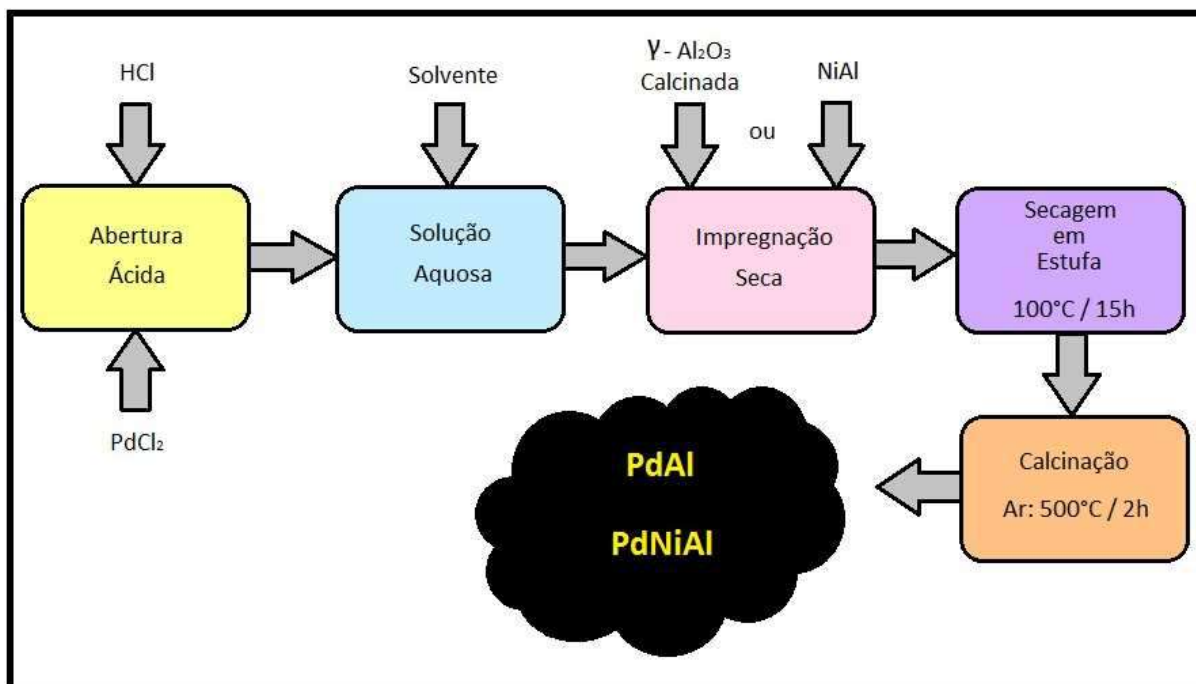 HCl
Solvente
γ - Al₂O₃
Calcinada
ou
NiAl
Abertura
Ácida
Solução
Aquosa
Impregnação
Seca
Secagem
em
Estufa
100°C / 15h
PdCl₂
Calcinação
Ar: 500°C / 2h
PdAl
PdNiAl